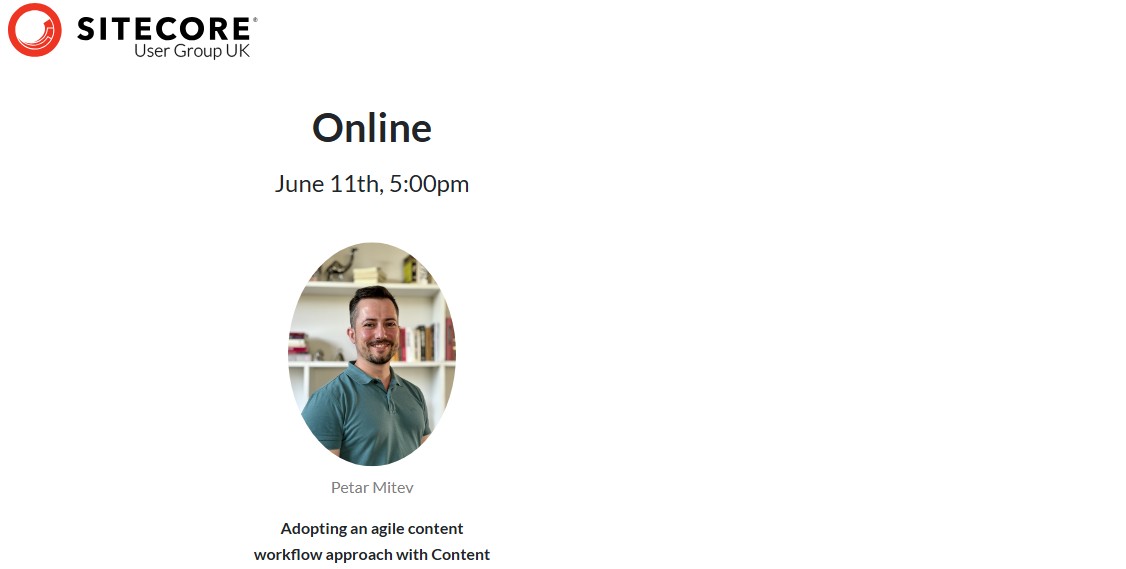 SITECORE®
User Group UK
Online
June 11th, 5:00pm
Petar Mitev
Adopting an agile content
workflow approach with Content